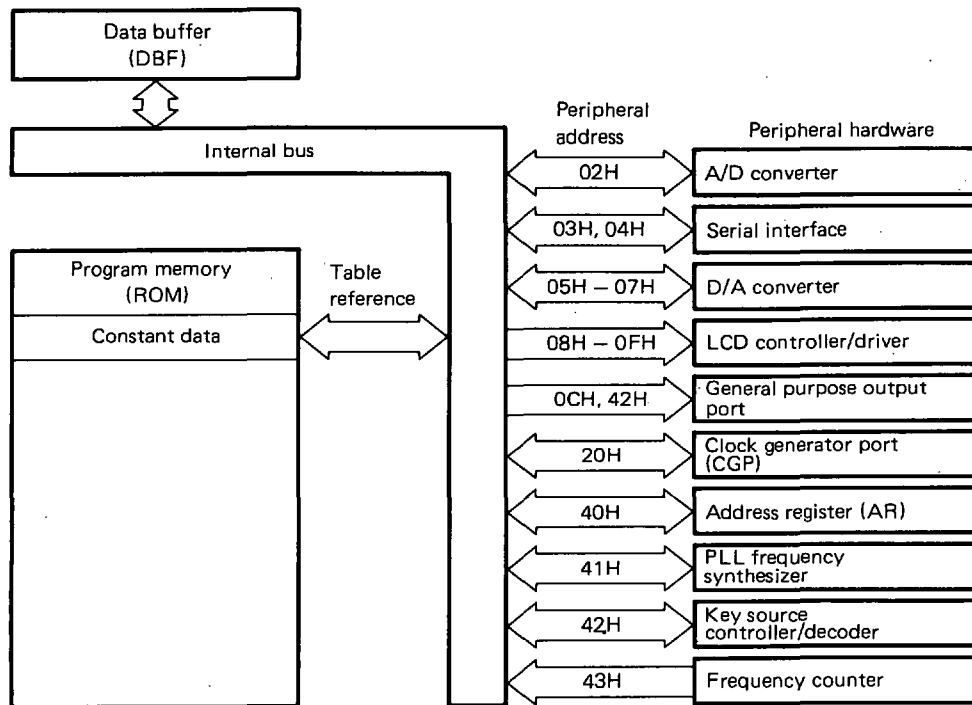 Data buffer
(DBF)
Internal bus
Peripheral
address
Peripheral hardware
02H
A/D converter
03H, 04H
Serial interface
05H – 07H
D/A converter
08H – 0FH
LCD controller/driver
0CH, 42H
General purpose output
port
20H
Clock generator port
(CGP)
40H
Address register (AR)
41H
PLL frequency
synthesizer
42H
Key source
controller/decoder
43H
Frequency counter
Program memory
(ROM)
Constant data
Table
reference